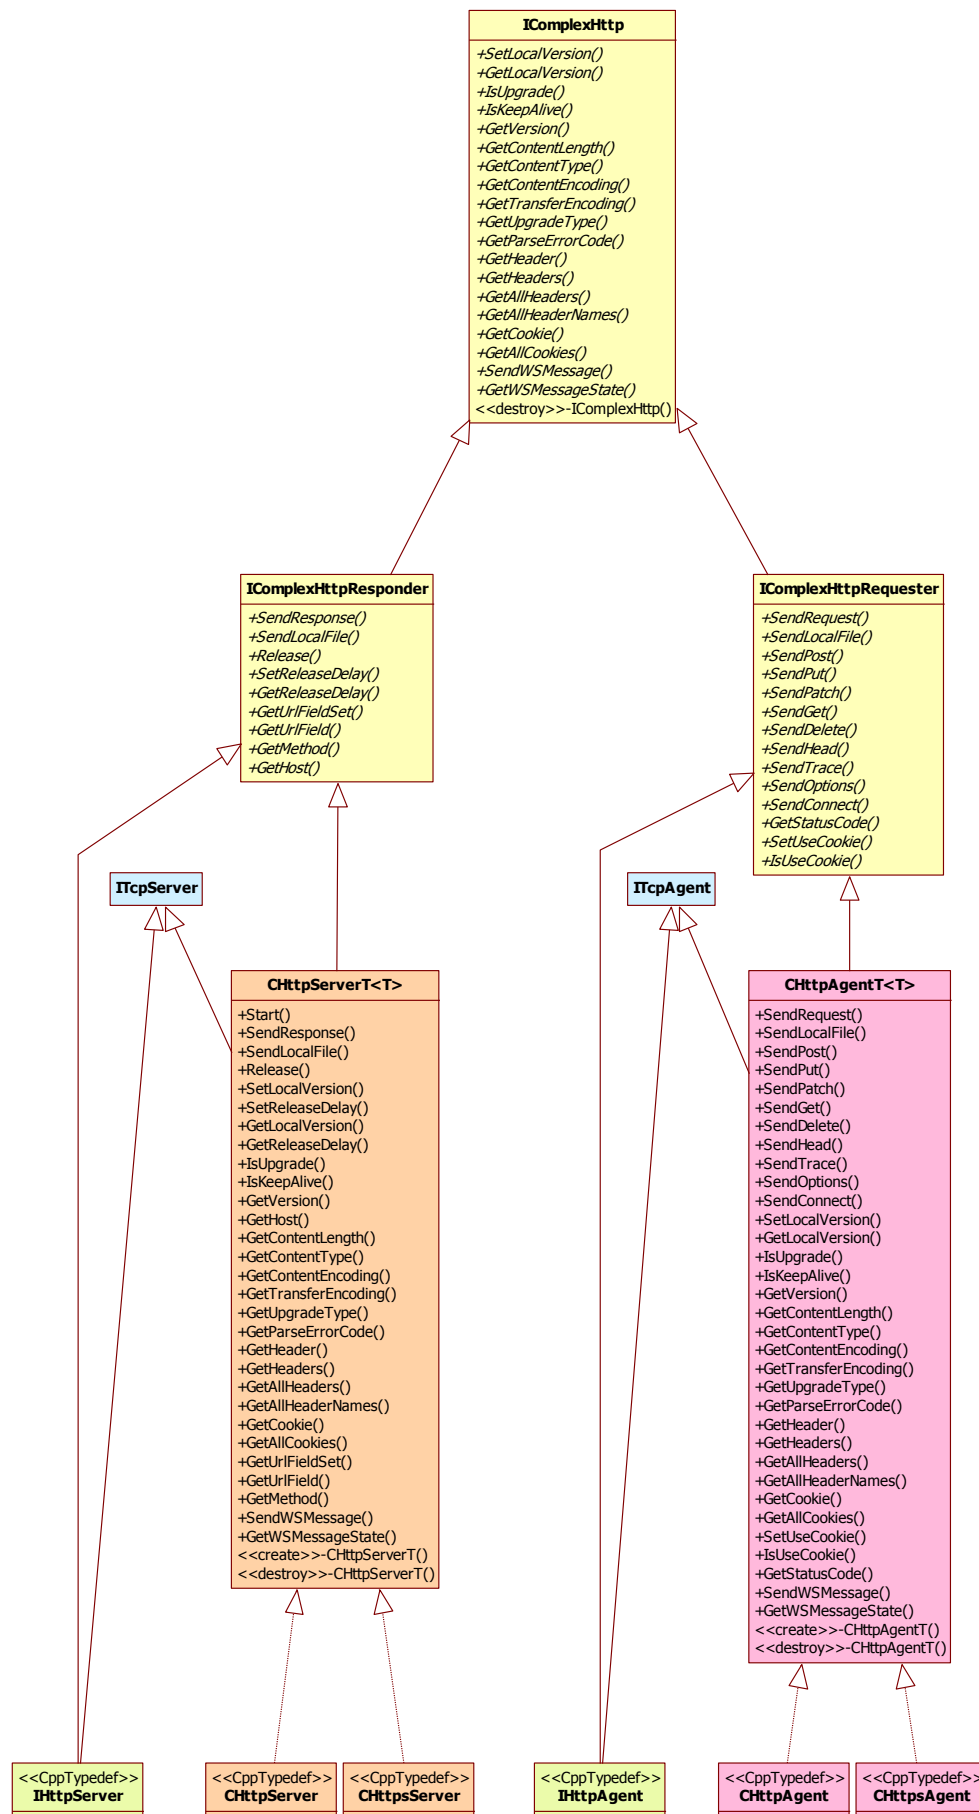 IComplexHttp
+SetLocalVersion()
+GetLocalVersion()
+IsUpgrade()
+IsKeepAlive()
+GetVersion()
+GetContentLength()
+GetContentType()
+GetContentEncoding()
+GetTransferEncoding()
+GetUpgradeType()
+GetParseErrorCode()
+GetHeader()
+GetHeaders()
+GetAllHeaders()
+GetAllHeaderNames()
+GetCookie()
+GetAllCookies()
+SendWSMessage()
+GetWSMessageState()
<<destroy>>-IComplexHttp()
IComplexHttpResponder
+SendResponse()
+SendLocalFile()
+Release()
+SetReleaseDelay()
+GetReleaseDelay()
+GetUrlFieldSet()
+GetUrlField()
+GetMethod()
+GetHost()
IComplexHttpRequester
+SendRequest()
+SendLocalFile()
+SendPost()
+SendPut()
+SendPatch()
+SendGet()
+SendDelete()
+SendHead()
+SendTrace()
+SendOptions()
+SendConnect()
+GetStatusCode()
+SetUseCookie()
+IsUseCookie()
ITcpServer
ITcpAgent
CHttpServerT<T>
+Start()
+SendResponse()
+SendLocalFile()
+Release()
+SetLocalVersion()
+SetReleaseDelay()
+GetLocalVersion()
+GetReleaseDelay()
+IsUpgrade()
+IsKeepAlive()
+GetVersion()
+GetHost()
+GetContentLength()
+GetContentType()
+GetContentEncoding()
+GetTransferEncoding()
+GetUpgradeType()
+GetParseErrorCode()
+GetHeader()
+GetHeaders()
+GetAllHeaders()
+GetAllHeaderNames()
+GetCookie()
+GetAllCookies()
+GetUrlFieldSet()
+GetUrlField()
+GetMethod()
+SendWSMessage()
+GetWSMessageState()
<<create>>-CHttpServerT()
<<destroy>>-CHttpServerT()
CHttpAgentT<T>
+SendRequest()
+SendLocalFile()
+SendPost()
+SendPut()
+SendPatch()
+SendGet()
+SendDelete()
+SendHead()
+SendTrace()
+SendOptions()
+SendConnect()
+SetLocalVersion()
+GetLocalVersion()
+IsUpgrade()
+IsKeepAlive()
+GetVersion()
+GetContentLength()
+GetContentType()
+GetContentEncoding()
+GetTransferEncoding()
+GetUpgradeType()
+GetParseErrorCode()
+GetHeader()
+GetHeaders()
+GetAllHeaders()
+GetAllHeaderNames()
+GetCookie()
+GetAllCookies()
+SetUseCookie()
+IsUseCookie()
+GetStatusCode()
+SendWSMessage()
+GetWSMessageState()
<<create>>-CHttpAgentT()
<<destroy>>-CHttpAgentT()
<<CppTypedef>>
IHttpServer
<<CppTypedef>>
CHttpServer
<<CppTypedef>>
CHttpsServer
<<CppTypedef>>
IHttpAgent
<<CppTypedef>>
CHttpAgent
<<CppTypedef>>
CHttpsAgent